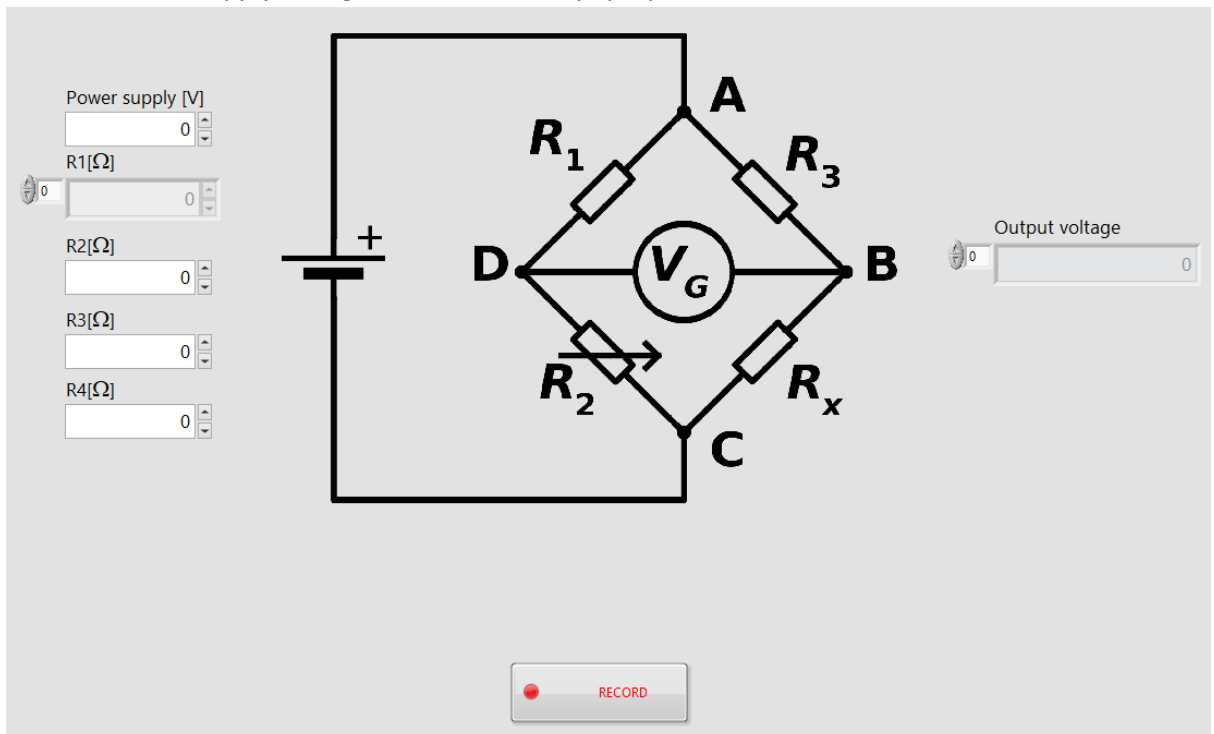 Power supply [V]
0
R1[Ω]
0
0
R2[Ω]
0
R3[Ω]
0
R4[Ω]
0
+
A
R1
R3
D
VG
B
R2
Rx
C
Output voltage
0
0
RECORD